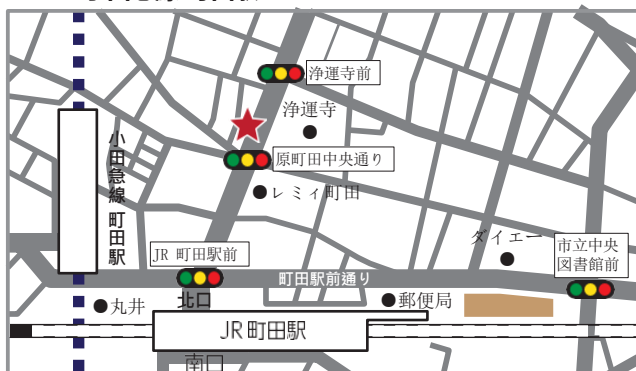 浄運寺前
浄運寺
原町田中央通り
レミィ町田
小田急線 町田駅
ダイエー
市立中央
図書館前
JR 町田駅前
町田駅前通り
北口
丸井
郵便局
JR町田駅
南口